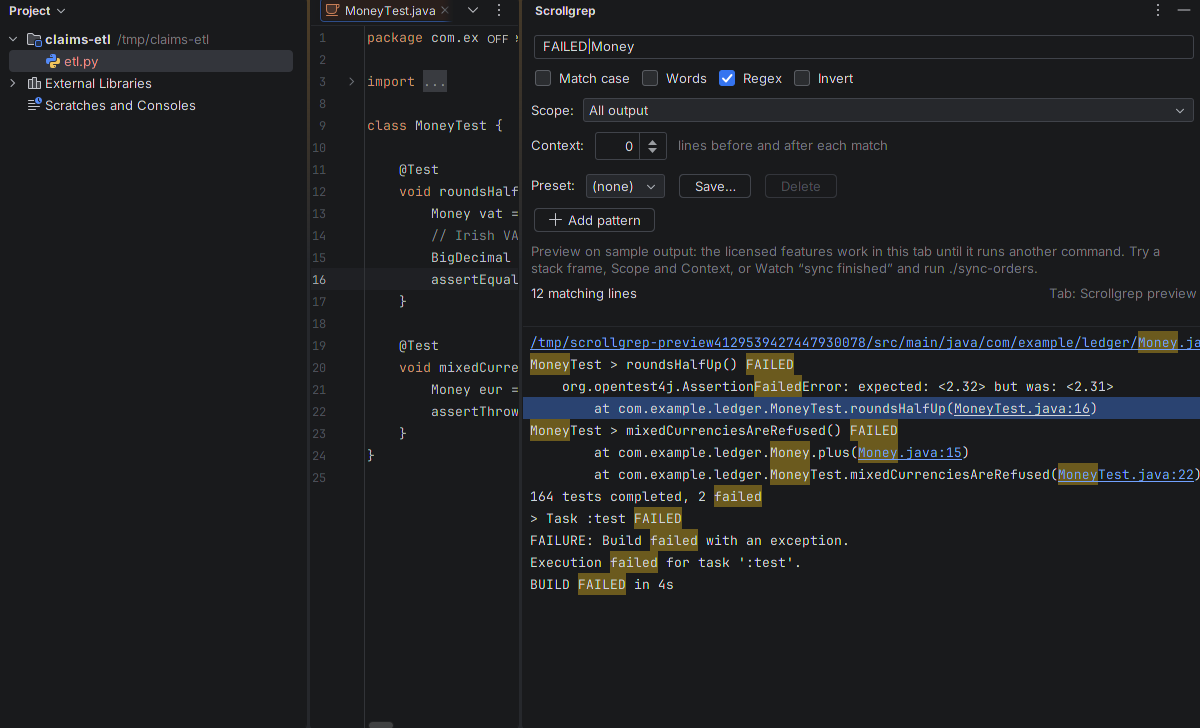 Project
claims-etl /tmp/claims-etl
etl.py
External Libraries
Scratches and Consoles
MoneyTest.java
OFF
1 package com.ex
2
3 import ...
8
9 class MoneyTest {
10
11 @Test
12 void roundsHalf
13 Money vat =
14 // Irish VA
15 BigDecimal
16 assertEqual
17 }
18
19 @Test
20 void mixedCurre
21 Money eur =
22 assertThrow
23 }
24 }
25
Scrollgrep
FAILED|Money
Match case Words Regex Invert
Scope: All output
Context: 0 lines before and after each match
Preset: (none) Save... Delete
Add pattern
Preview on sample output: the licensed features work in this tab until it runs another command. Try a
stack frame, Scope and Context, or Watch “sync finished” and run ./sync-orders.
12 matching lines Tab: Scrollgrep preview
/tmp/scrollgrep-preview4129539427447930078/src/main/java/com/example/ledger/Money.ja
MoneyTest > roundsHalfUp() FAILED
org.opentest4j.AssertionFailedError: expected: <2.32> but was: <2.31>
at com.example.ledger.MoneyTest.roundsHalfUp(MoneyTest.java:16)
MoneyTest > mixedCurrenciesAreRefused() FAILED
at com.example.ledger.Money.plus(Money.java:15)
at com.example.ledger.MoneyTest.mixedCurrenciesAreRefused(MoneyTest.java:22)
164 tests completed, 2 failed
> Task :test FAILED
FAILURE: Build failed with an exception.
Execution failed for task ':test'.
BUILD FAILED in 4s